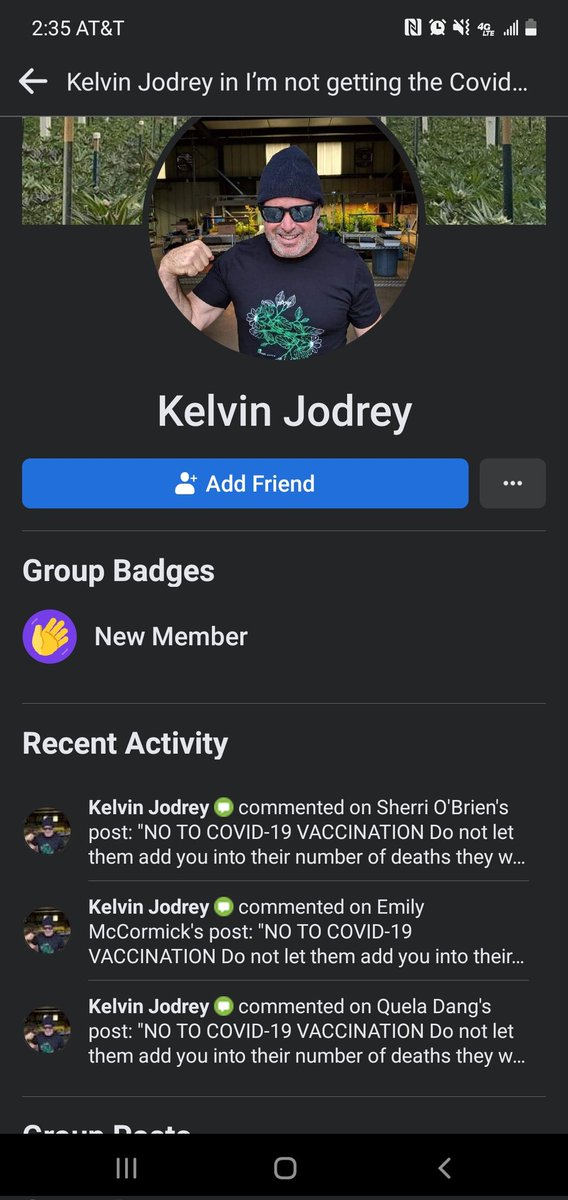 2:35 AT&T
4G
LTE
Kelvin Jodrey in I’m not getting the Covid...
Kelvin Jodrey
Add Friend
Group Badges
New Member
Recent Activity
Kelvin Jodrey commented on Sherri O'Brien's
post: "NO TO COVID-19 VACCINATION Do not let
them add you into their number of deaths they w...
Kelvin Jodrey commented on Emily
McCormick's post: "NO TO COVID-19
VACCINATION Do not let them add you into their...
Kelvin Jodrey commented on Quela Dang's
post: "NO TO COVID-19 VACCINATION Do not let
them add you into their number of deaths they w...
Group Posts